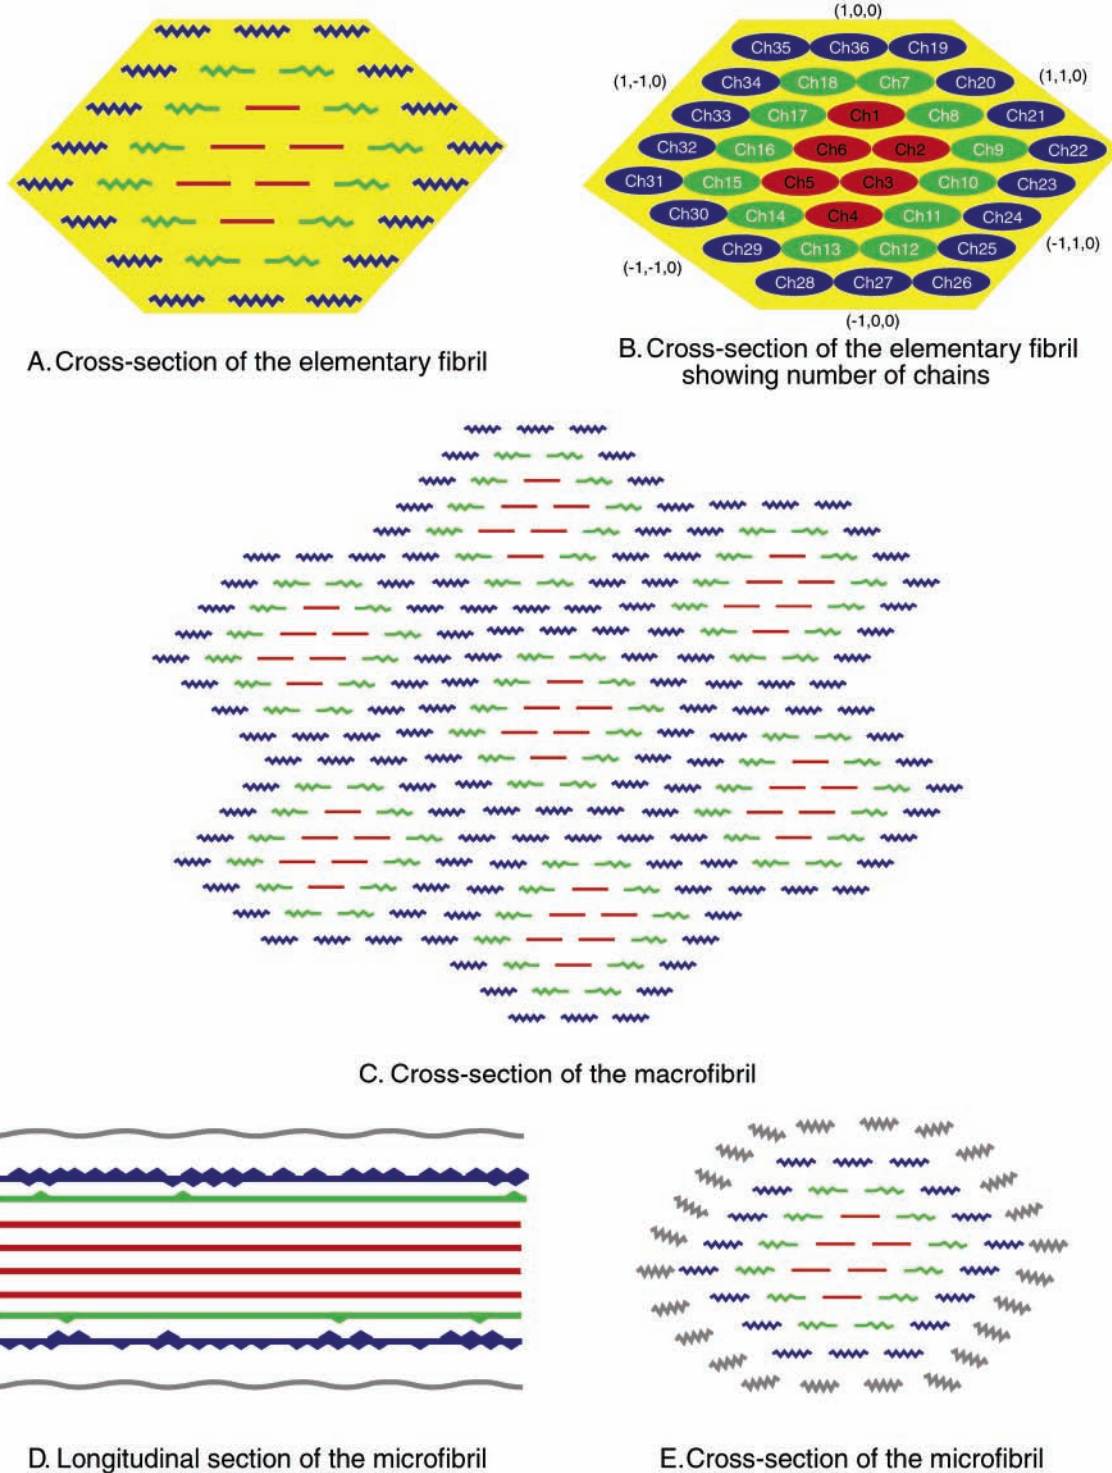 (1,0,0)
Ch35 Ch36 Ch19
(1,-1,0) Ch34 Ch18 Ch7 Ch20 (1,1,0)
Ch33 Ch17 Ch1 Ch8 Ch21
Ch32 Ch16 Ch6 Ch2 Ch9 Ch22
Ch31 Ch15 Ch5 Ch3 Ch10 Ch23
Ch30 Ch14 Ch4 Ch11 Ch24
Ch29 Ch13 Ch12 Ch25 (-1,1,0)
(-1,-1,0)
Ch28 Ch27 Ch26
(-1,0,0)
A. Cross-section of the elementary fibril
B. Cross-section of the elementary fibril
showing number of chains
C. Cross-section of the macrofibril
D. Longitudinal section of the microfibril
E.Cross-section of the microfibril